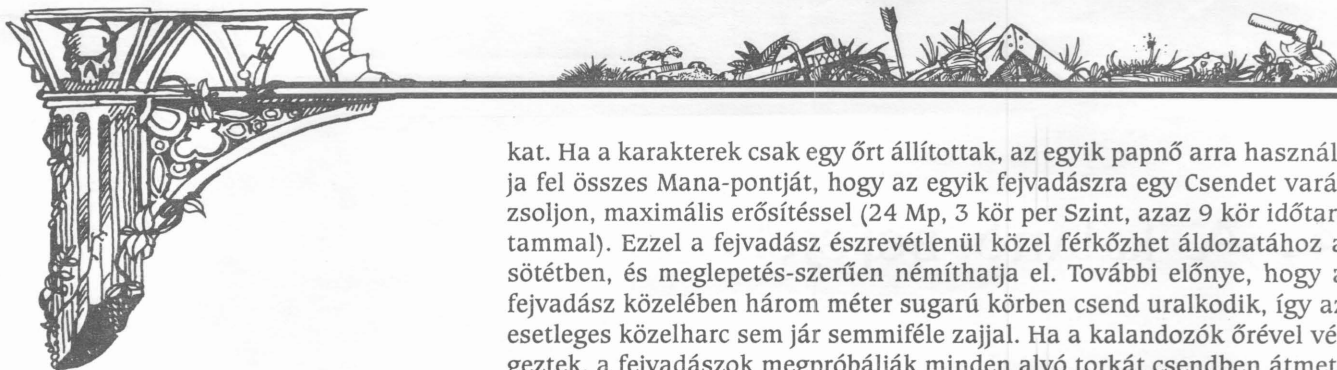 kat. Ha a karakterek csak egy őrt állítottak, az egyik papnő arra használ
ja fel összes Mana-pontját, hogy az egyik fejvadászra egy Csendet vará
zsoljon, maximális erősítéssel (24 Mp, 3 kör per Szint, azaz 9 kör időtar
tammal). Ezzel a fejvadász észrevétlenül közel férkőzhet áldozatához a
sötétben, és meglepetés-szerűen némíthatja el. További előnye, hogy a
fejvadász közelében három méter sugarú körben csend uralkodik, így az
esetleges közelharc sem jár semmiféle zajjal. Ha a kalandozók őrével vé
geztek, a fejvadászok megpróbálják minden alvó torkát csendben átmet